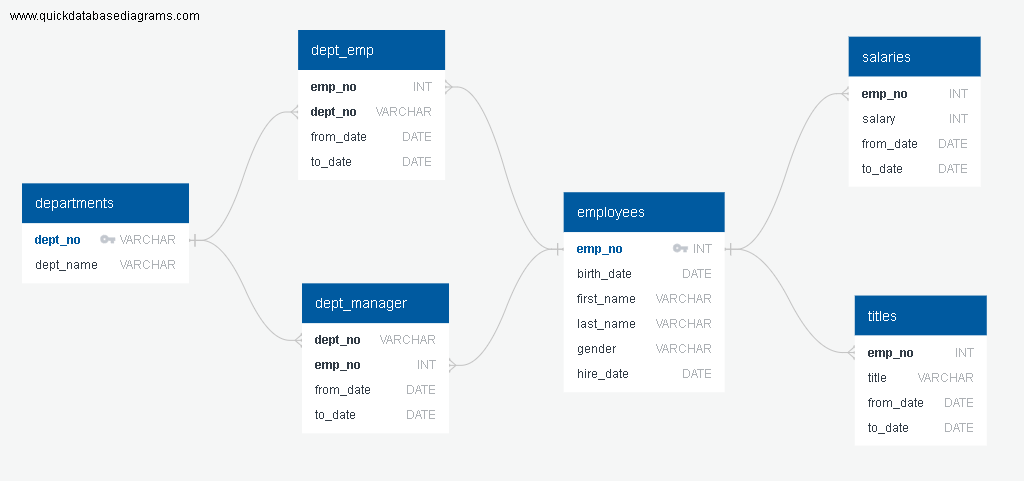 www.quickdatabasediagrams.com
dept_emp
emp_no INT
dept_no VARCHAR
from_date DATE
to_date DATE
salaries
emp_no INT
salary INT
from_date DATE
to_date DATE
departments
dept_no VARCHAR
dept_name VARCHAR
employees
emp_no INT
birth_date DATE
first_name VARCHAR
last_name VARCHAR
gender VARCHAR
hire_date DATE
dept_manager
dept_no VARCHAR
emp_no INT
from_date DATE
to_date DATE
titles
emp_no INT
title VARCHAR
from_date DATE
to_date DATE